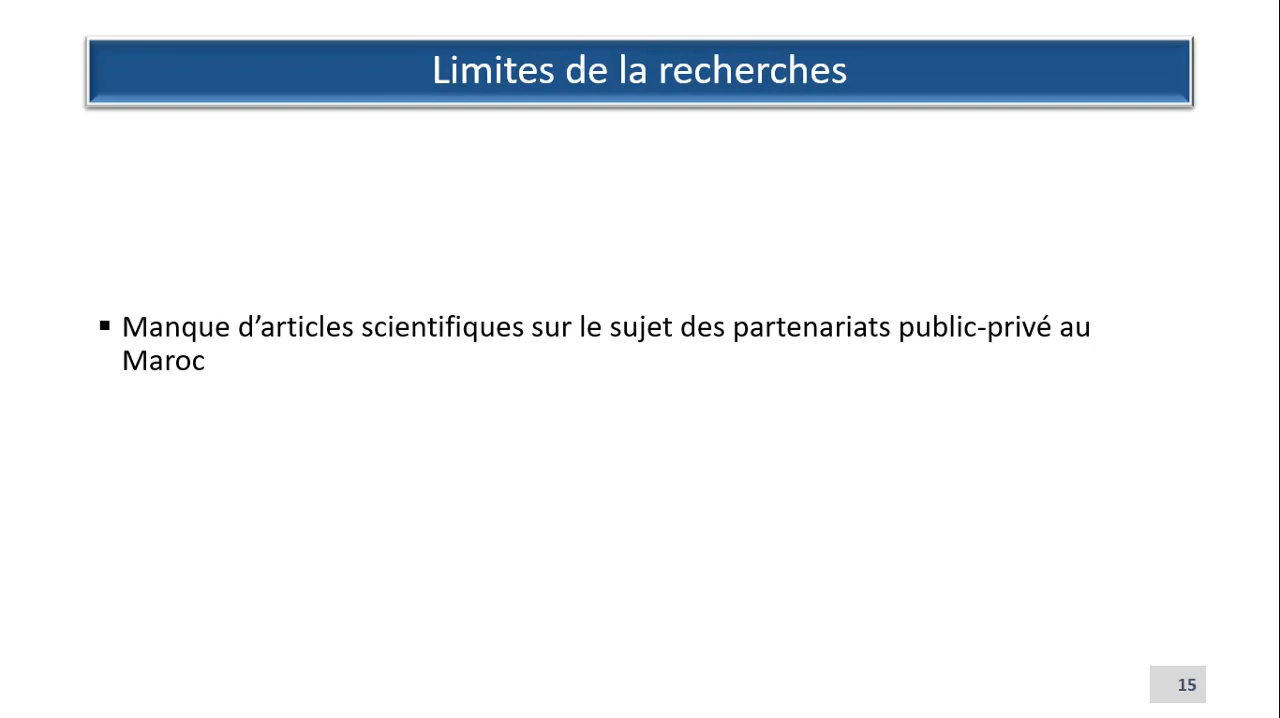 Limites de la recherches
▪ Manque d’articles scientifiques sur le sujet des partenariats public-privé au
Maroc
15